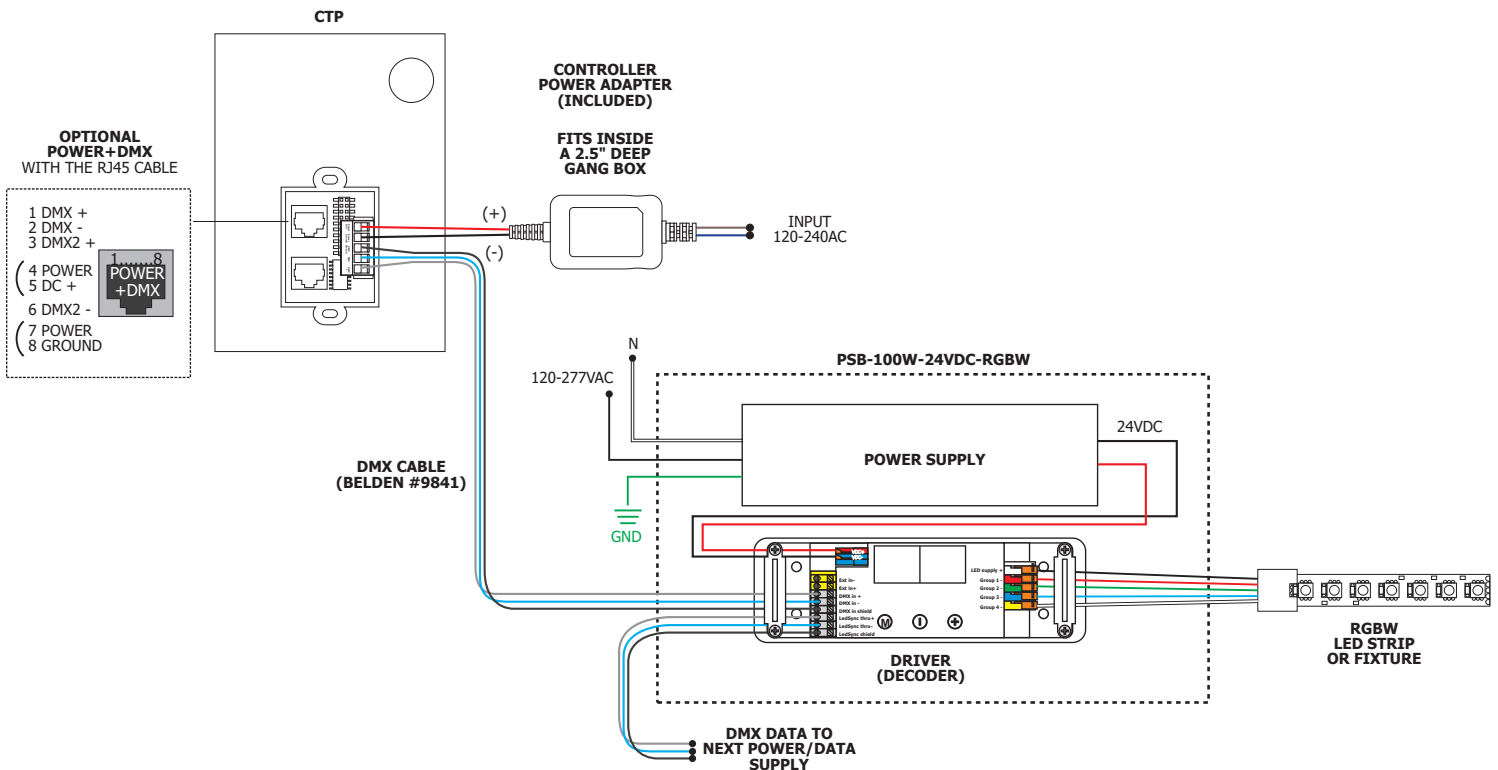 CTP
CONTROLLER
POWER ADAPTER
(INCLUDED)
FITS INSIDE
A 2.5" DEEP
GANG BOX
OPTIONAL
POWER+DMX
WITH THE RJ45 CABLE
1 DMX +
2 DMX -
3 DMX2 +
4 POWER
5 DC +
6 DMX2 -
7 POWER
8 GROUND
1 8
POWER
+DMX
(+)
(-)
INPUT
120-240AC
N
120-277VAC
PSB-100W-24VDC-RGBW
POWER SUPPLY
24VDC
GND
DMX CABLE
(BELDEN #9841)
VDC+
VDC-
Ext in-
Ext in+
DMX in +
DMX in -
DMX in shield
LedSync thru+
LedSync thru-
LedSync shield
M
LED supply +
Group 1 -
Group 2 -
Group 3 -
Group 4 -
DRIVER
(DECODER)
RGBW
LED STRIP
OR FIXTURE
DMX DATA TO
NEXT POWER/DATA
SUPPLY